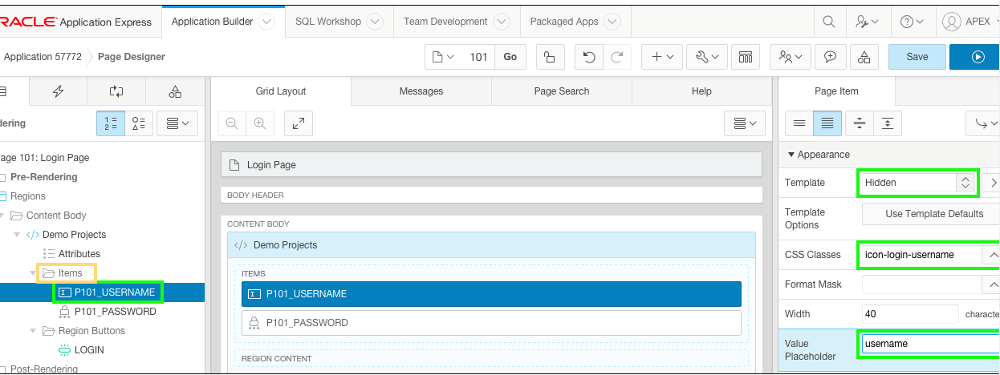 RACLE Application Express Application Builder SQL Workshop Team Development Packaged Apps APEX
Application 57772 Page Designer 101 Go Save
Grid Layout Messages Page Search Help Page Item
dering
1
2
Appearance
age 101: Login Page
Login Page
Pre-Rendering
Template Hidden
Regions
BODY HEADER
Content Body
Template Options Use Template Defaults
CONTENT BODY
Demo Projects
Demo Projects
Attributes
CSS Classes icon-login-username
Items
ITEMS
Format Mask
P101_USERNAME
P101_USERNAME
P101_PASSWORD
Width 40 characte
P101_PASSWORD
Region Buttons
Value Placeholder username
LOGIN
REGION CONTENT
Post-Rendering